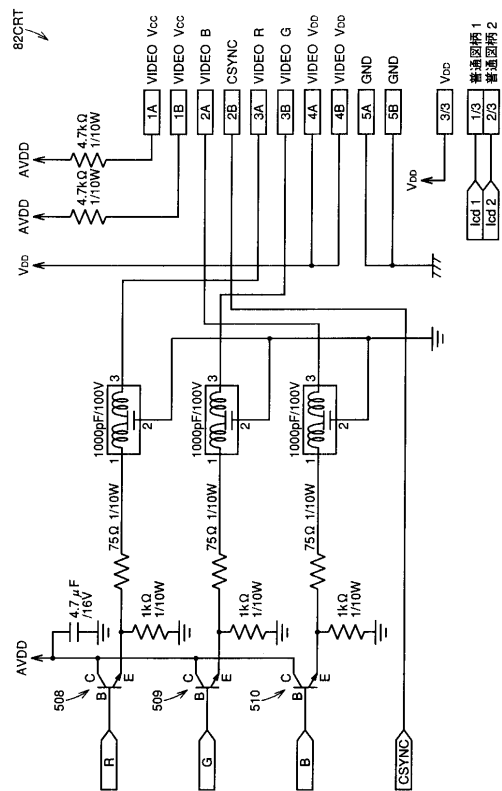 82CRT
AVDD
4.7kΩ
1/10W
AVDD
4.7kΩ
1/10W
VDD
1A VIDEO VCC
1B VIDEO VCC
2A VIDEO B
2B CSYNC
3A VIDEO R
3B VIDEO G
4A VIDEO VDD
4B VIDEO VDD
5A GND
5B GND
VDD
3/3 VDD
lcd 1
1/3 普通図柄 1
lcd 2
2/3 普通図柄 2
AVDD
4.7μF
/16V
508
R
B
C
E
1kΩ
1/10W
75Ω 1/10W
1000pF/100V
1
2
3
509
G
B
C
E
1kΩ
1/10W
75Ω 1/10W
1000pF/100V
1
2
3
510
B
B
C
E
1kΩ
1/10W
75Ω 1/10W
1000pF/100V
1
2
3
CSYNC